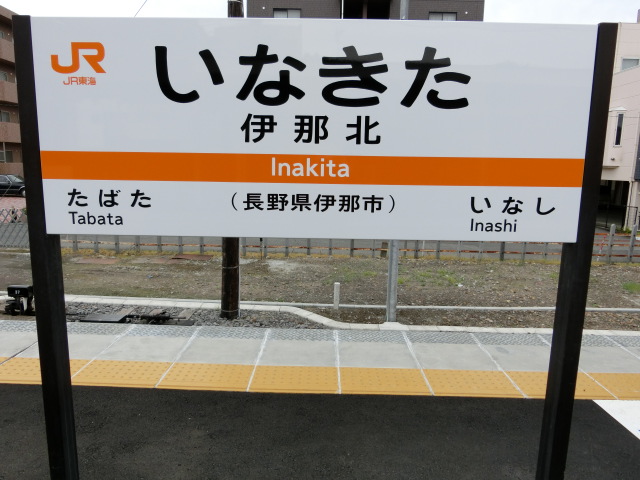 JR
JR東海
いなきた
伊那北
Inakita
たばた (長野県伊那市) いなし
Tabata Inashi